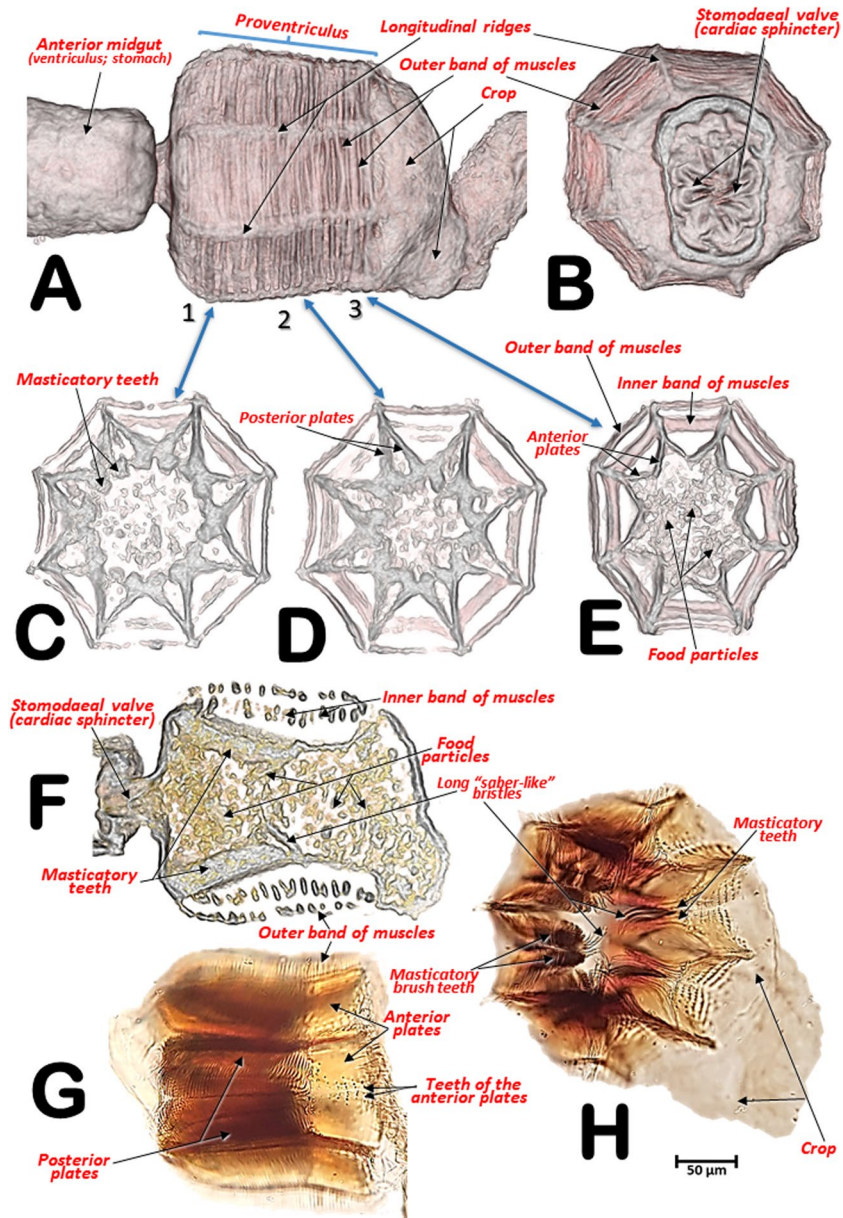 Proventriculus
Longitudinal ridges
Stomodaeal valve
(cardiac sphincter)
Anterior midgut
(ventriculus; stomach)
Outer band of muscles
Crop
A
B
1
2
3
Outer band of muscles
Masticatory teeth
Inner band of muscles
Posterior plates
Anterior
plates
C
D
E
Food particles
Stomodaeal valve
(cardiac sphincter)
Inner band of muscles
Food
particles
F
Long "saber-like"
bristles
Masticatory
teeth
Masticatory
teeth
Outer band of muscles
Masticatory
brush teeth
Anterior
plates
G
Teeth of the
anterior plates
H
Posterior
plates
Crop
50 µm